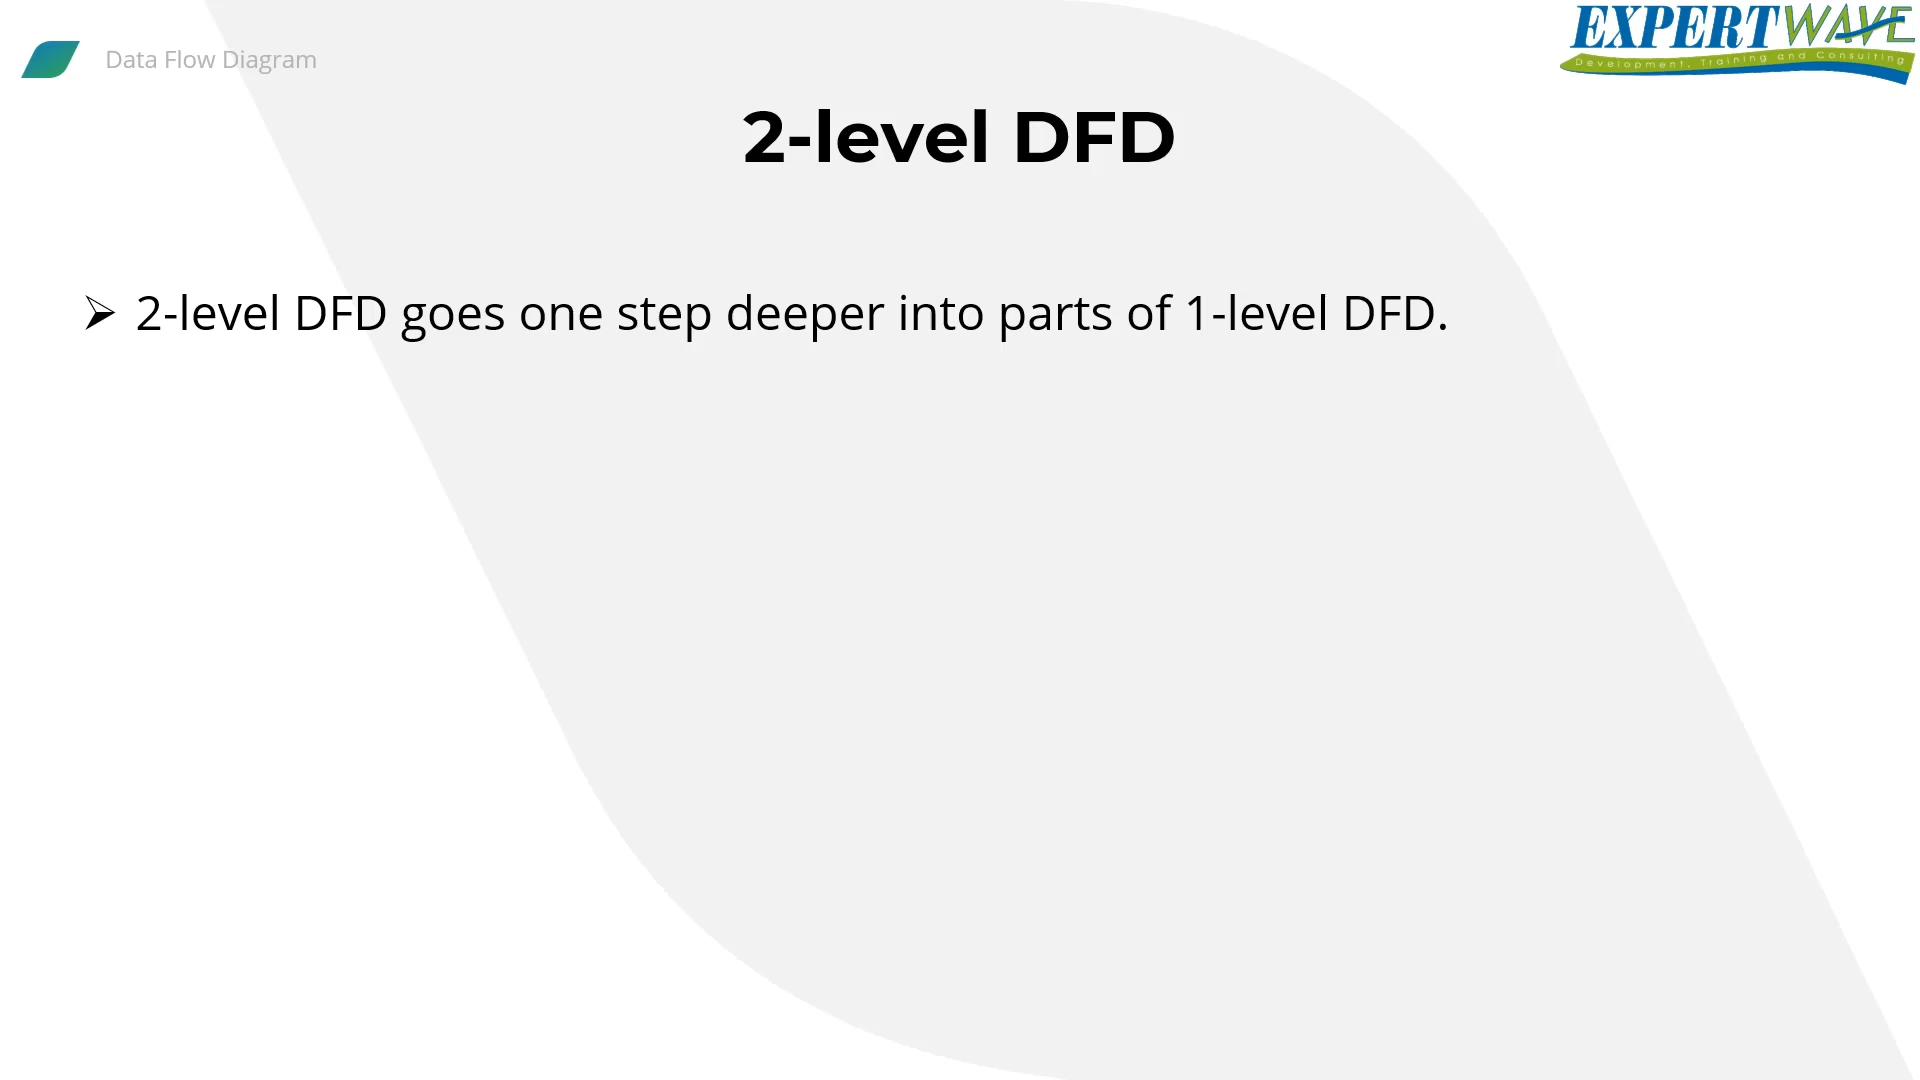 Data Flow Diagram
EXPERTWAVE
Development, Training and Consulting
2-level DFD
➢ 2-level DFD goes one step deeper into parts of 1-level DFD.